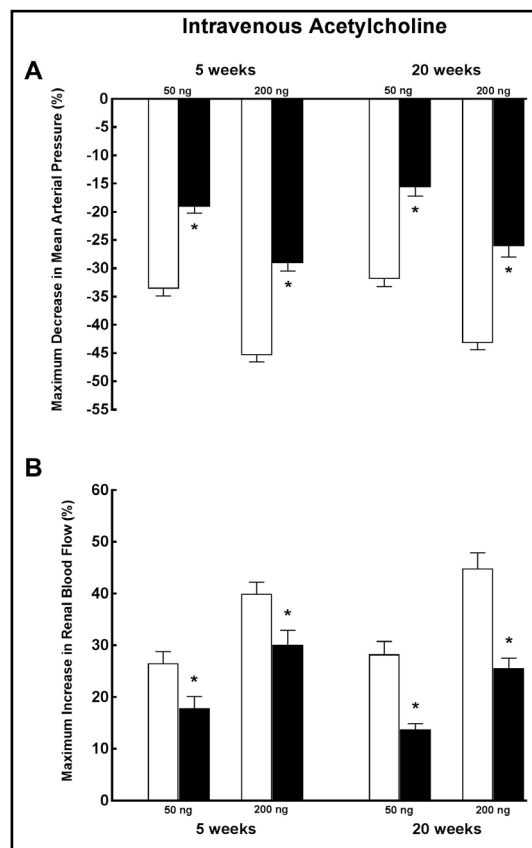 Intravenous Acetylcholine
A
5 weeks 20 weeks
50 ng 200 ng 50 ng 200 ng
Maximum Decrease in Mean Arterial Pressure (%)
0
-5
-10
-15
-20
-25
-30
-35
-40
-45
-50
-55
* * * *
B
Maximum Increase in Renal Blood Flow (%)
60
50
40
30
20
10
0
* * * *
50 ng 200 ng 50 ng 200 ng
5 weeks 20 weeks